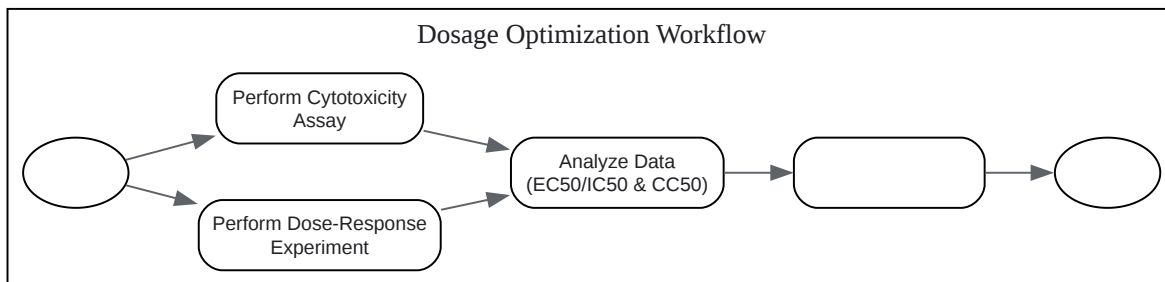 Dosage Optimization Workflow
Perform Cytotoxicity
Assay
Perform Dose-Response
Experiment
Analyze Data
(EC50/IC50 & CC50)